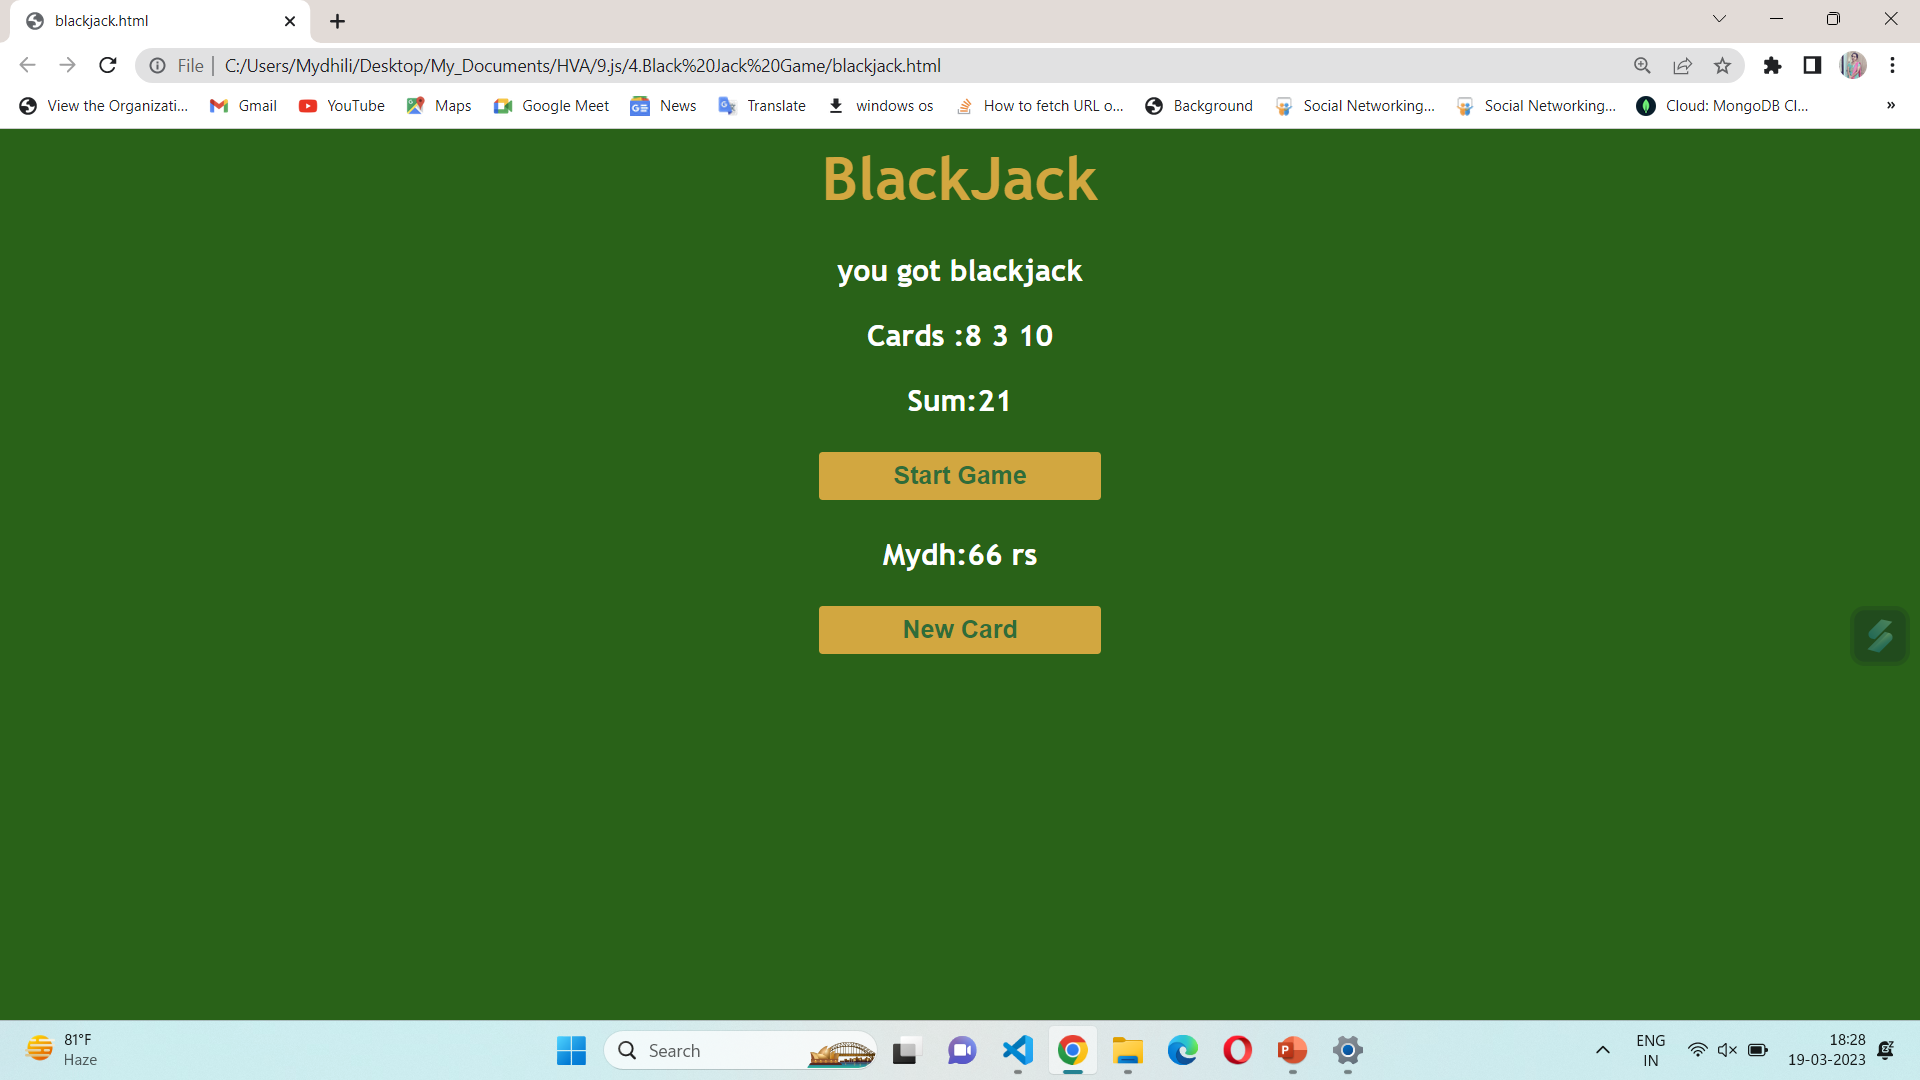 blackjack.html
File | C:/Users/Mydhili/Desktop/My_Documents/HVA/9.js/4.Black%20Jack%20Game/blackjack.html
View the Organizati... Gmail YouTube Maps Google Meet News Translate windows os How to fetch URL o... Background Social Networking... Social Networking... Cloud: MongoDB Cl... »
BlackJack
you got blackjack
Cards :8 3 10
Sum:21
Start Game
Mydh:66 rs
New Card
81°F
Haze
Search
ENG
IN
18:28
19-03-2023